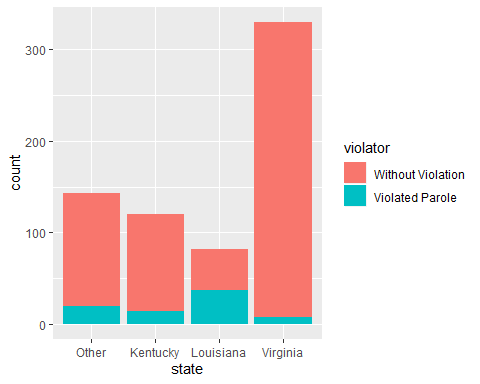 300
200
100
0
count
Other
Kentucky
Louisiana
Virginia
state
violator
Without Violation
Violated Parole